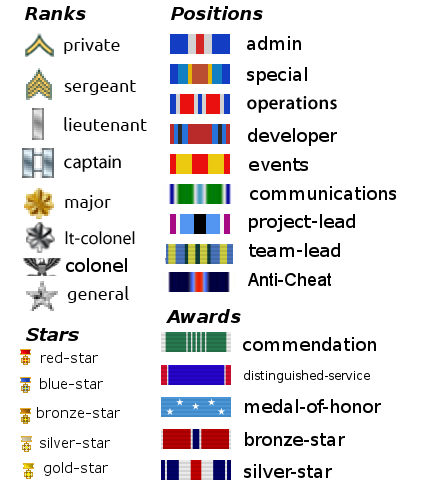 Ranks
private
sergeant
lieutenant
captain
major
lt-colonel
colonel
general
Stars
red-star
blue-star
bronze-star
silver-star
gold-star
Positions
admin
special
operations
developer
events
communications
project-lead
team-lead
Anti-Cheat
Awards
commendation
distinguished-service
medal-of-honor
bronze-star
silver-star